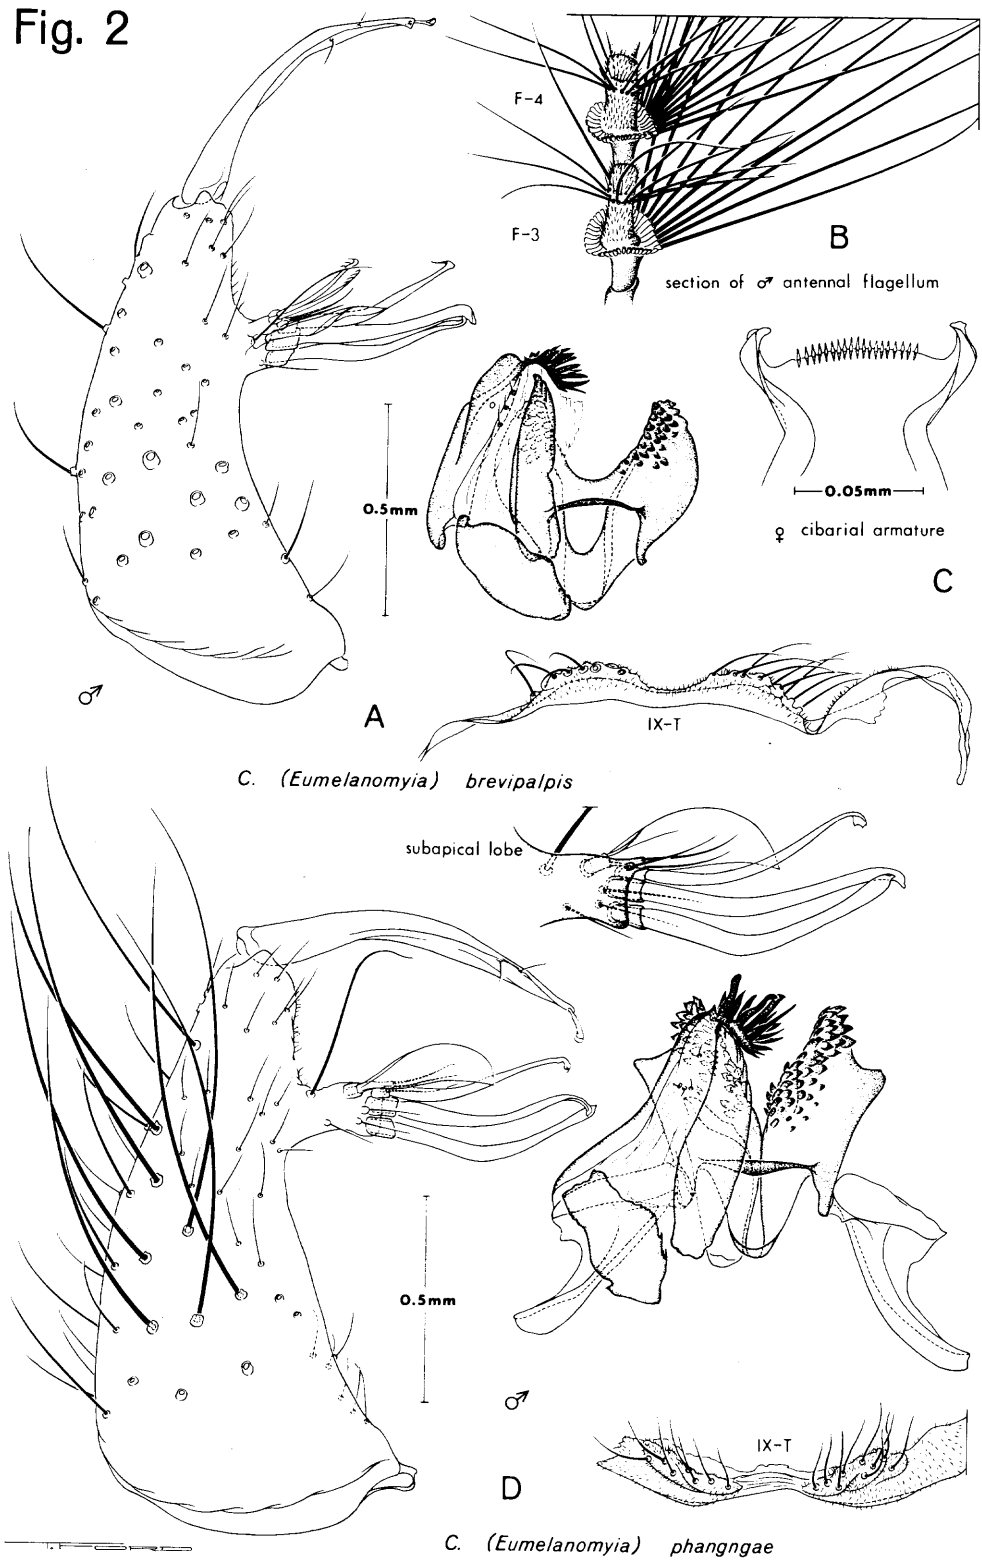 Fig. 2
F-4
F-3
B
section of ♂ antennal flagellum
0.5mm
0.05mm
♀ cibarial armature
C
♂
A
IX-T
C. (Eumelanomyia) brevipalpis
subapical lobe
0.5mm
♂
IX-T
D
C. (Eumelanomyia) phangngae